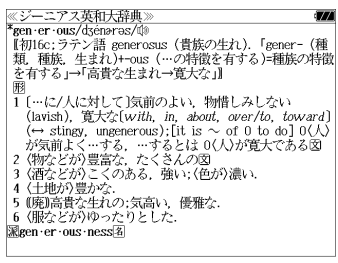 ≪ジーニアス英和大辞典≫
*gen·er·ous/dʒénərəs/
〖初16c;ラテン語 generosus (貴族の生れ). 「gener- (種
類, 種族, 生まれ)+-ous (…の特徴を有する)=種族の特徴
を有する」→「高貴な生まれ→寛大な」〗
形
1 〔…に/人に対して〕気前のよい, 物惜しみしない
(lavish), 寛大な〔with, in, about, over/to, toward〕
(↔ stingy, ungenerous);[it is ~ of O to do] O〈人〉
が気前よく…する, …するとは O〈人〉が寛大である
2 〈物などが〉豊富な, たくさんの
3 〈酒などが〉こくのある, 強い;〈色が〉濃い.
4 〈土地が〉豊かな.
5 〘廃〙高貴な生れの;気高い, 優雅な.
6 〈服などが〉ゆったりとした.
派gen·er·ous·ness名